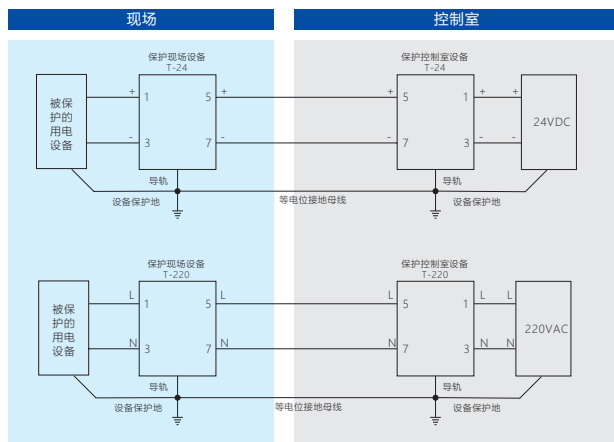 现场
控制室
保护现场设备
T-24
保护控制室设备
T-24
被保
护的
用电
设备
+ 1 5 + + 5 1 + +
- 3 7 - - 7 3 - -
24VDC
导轨
导轨
设备保护地
等电位接地母线
设备保护地
保护现场设备
T-220
保护控制室设备
T-220
被保
护的
用电
设备
L 1 5 L L 5 1 L L
N 3 7 N N 7 3 N N
220VAC
导轨
导轨
设备保护地
等电位接地母线
设备保护地